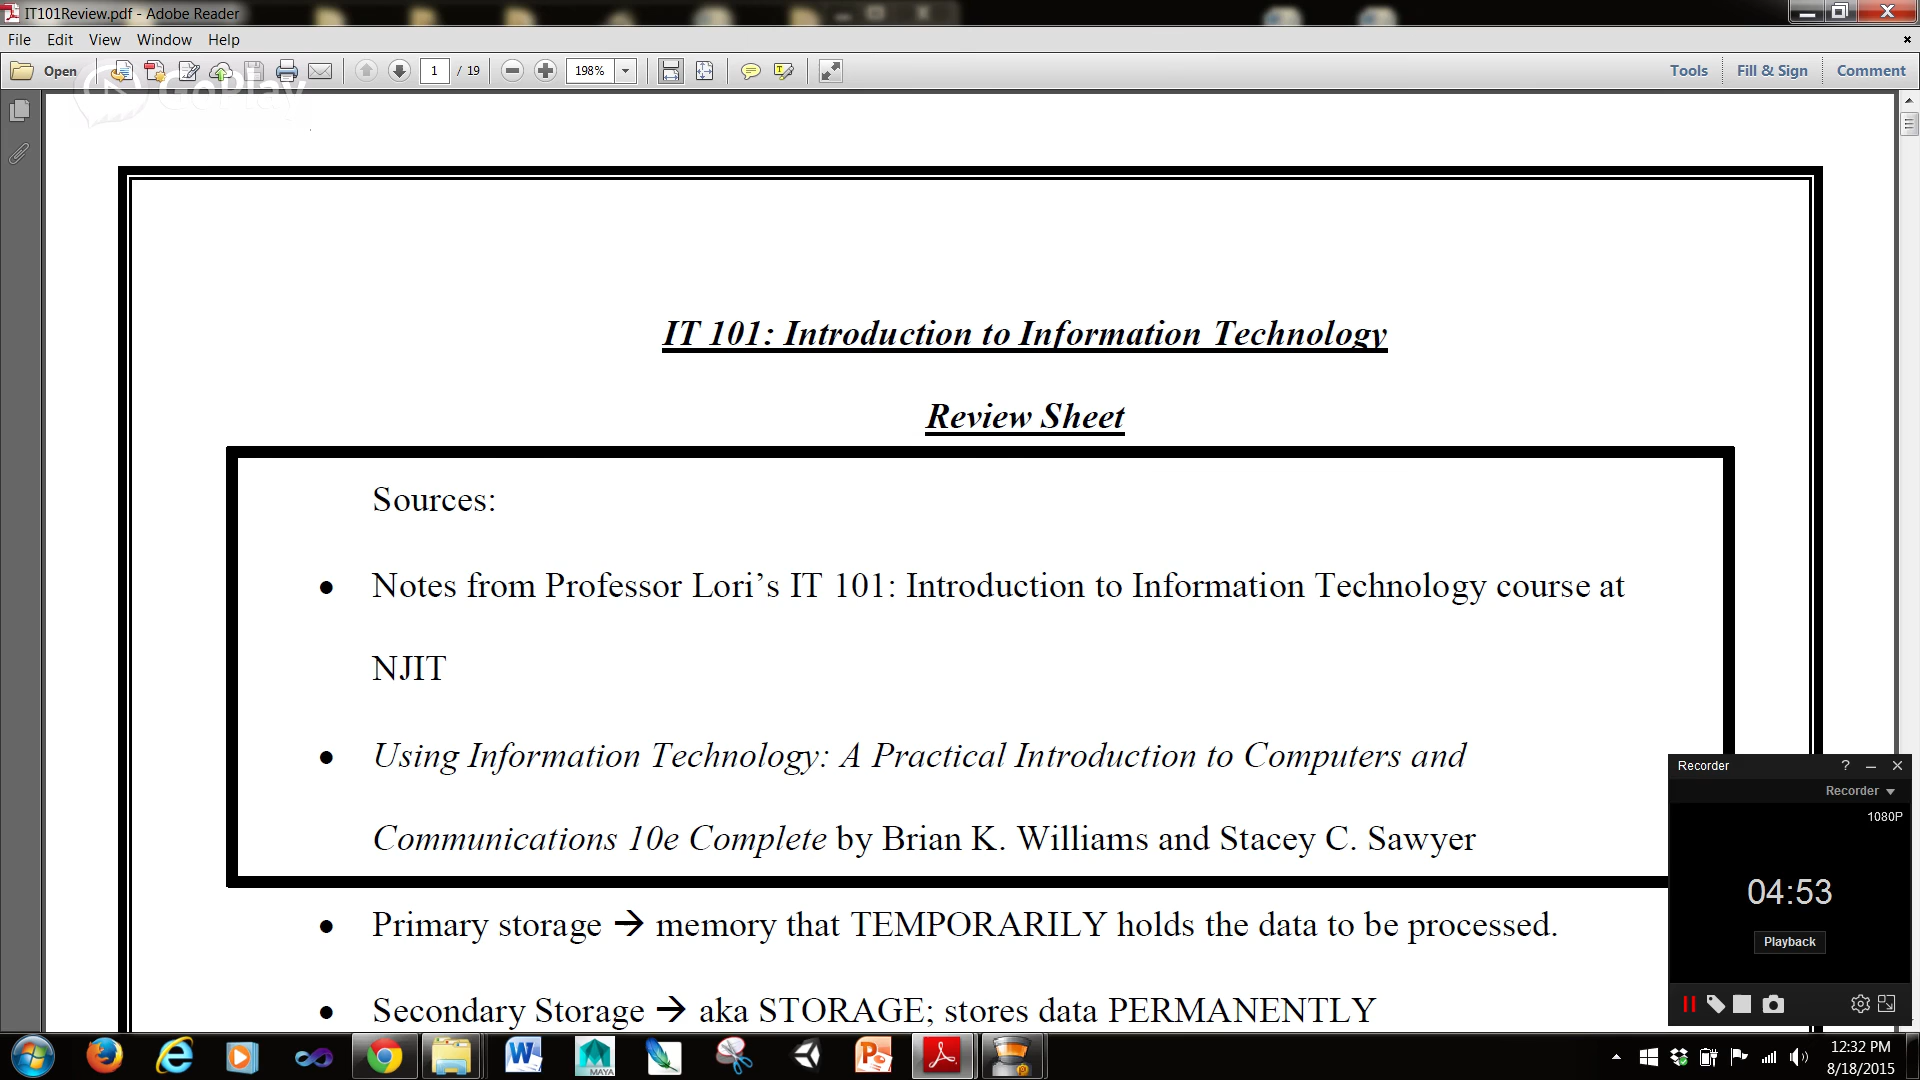 IT101Review.pdf - Adobe Reader
File Edit View Window Help
Open 1 / 19 198% Tools Fill & Sign Comment
GoPlay
IT 101: Introduction to Information Technology
Review Sheet
Sources:
• Notes from Professor Lori’s IT 101: Introduction to Information Technology course at
NJIT
• Using Information Technology: A Practical Introduction to Computers and
Communications 10e Complete by Brian K. Williams and Stacey C. Sawyer
• Primary storage → memory that TEMPORARILY holds the data to be processed.
• Secondary Storage → aka STORAGE; stores data PERMANENTLY
Recorder
Recorder
1080P
04:53
Playback
MAYA
12:32 PM
8/18/2015